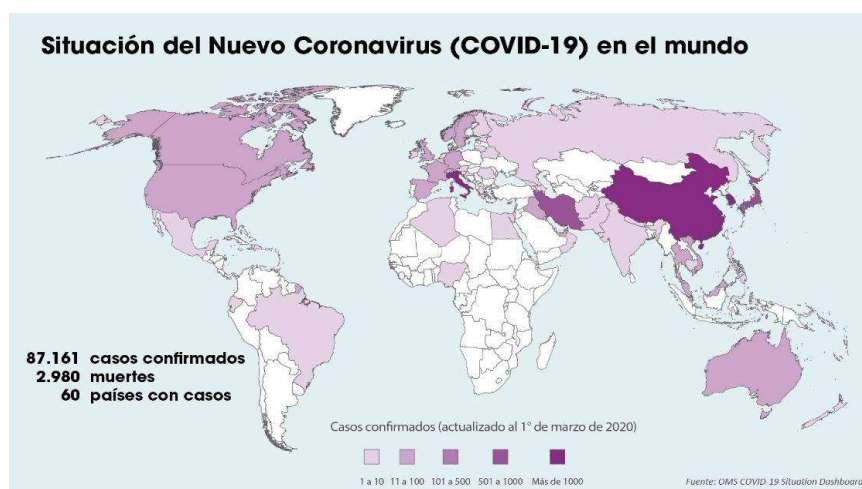 Situación del Nuevo Coronavirus (COVID-19) en el mundo
87.161 casos confirmados
2.980 muertes
60 países con casos
Casos confirmados (actualizado al 1° de marzo de 2020)
1 a 10 11 a 100 101 a 500 501 a 1000 Más de 1000
Fuente: OMS COVID-19 Situation Dashboard